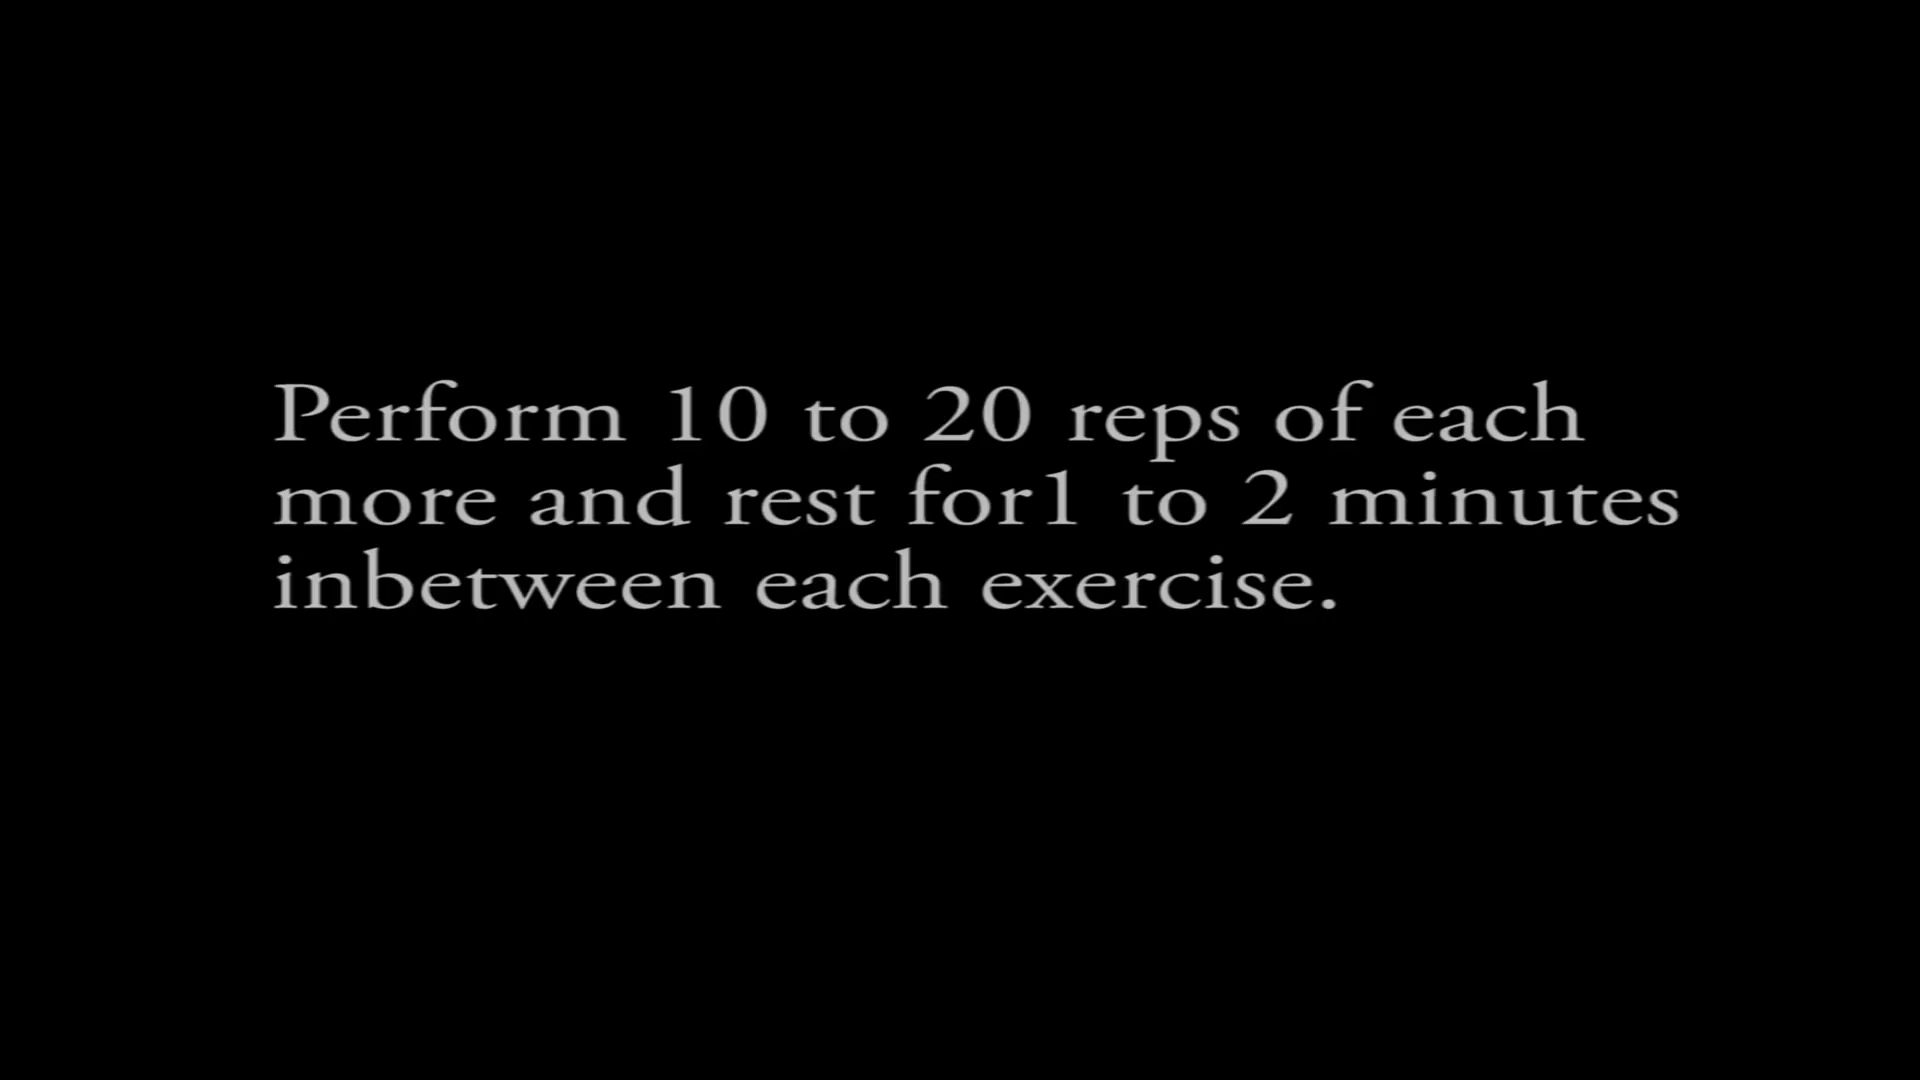 Perform 10 to 20 reps of each
more and rest for1 to 2 minutes
inbetween each exercise.